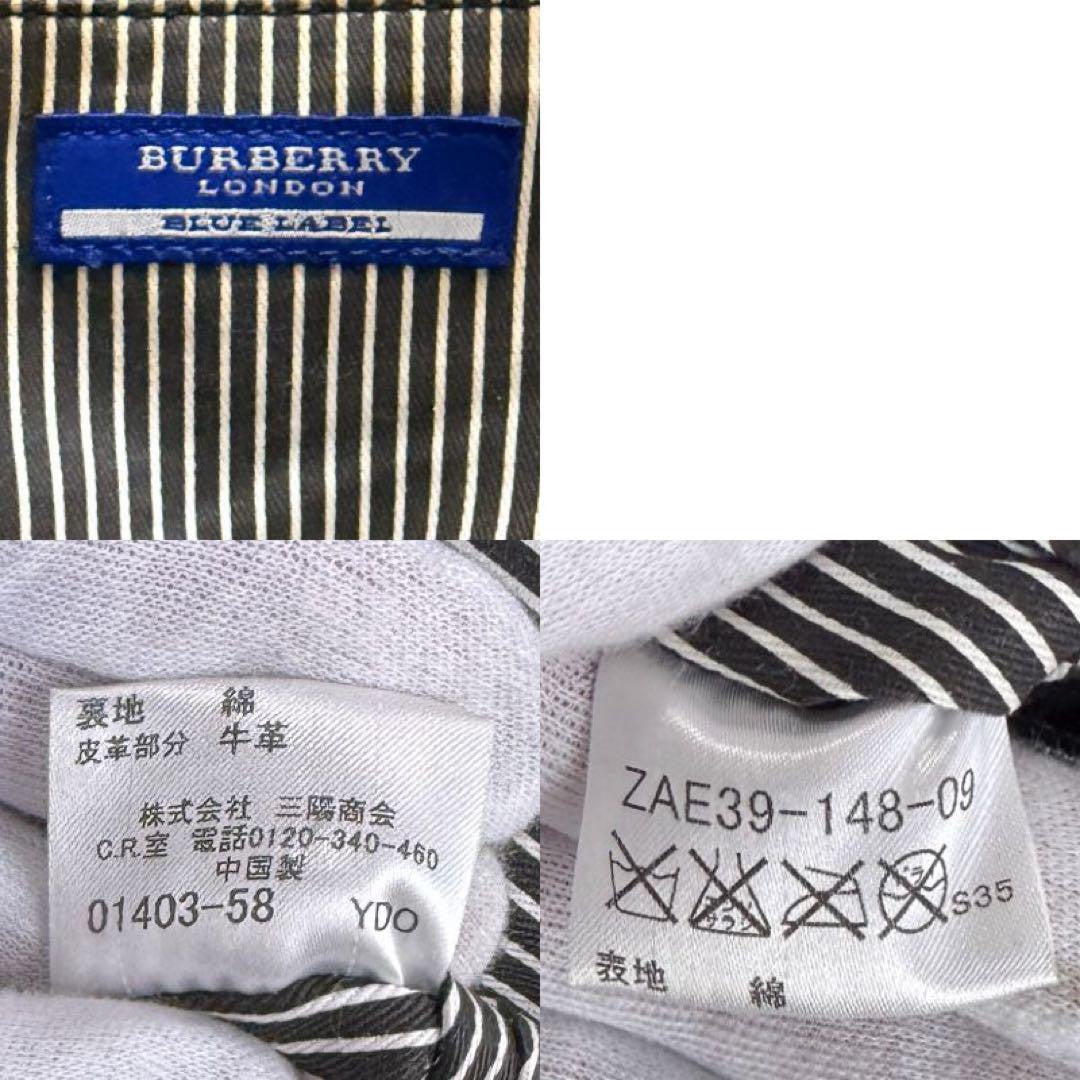 BURBERRY
LONDON
BLUE LABEL
裏地 綿
皮革部分 牛革
株式会社 三陽商会
C.R.室 電話0120-340-460
中国製
01403-58 YDO
ZAE39-148-09
S35
表地 綿